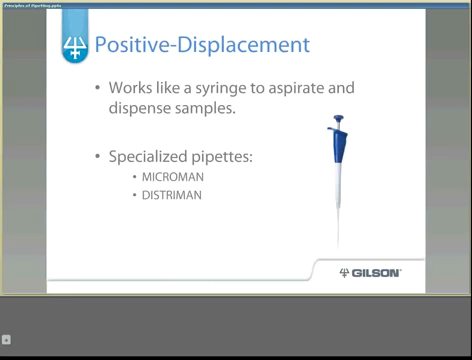 Principles of Pipetting.pptx
Positive-Displacement
• Works like a syringe to aspirate and
dispense samples.
• Specialized pipettes:
• MICROMAN
• DISTRIMAN
GILSON